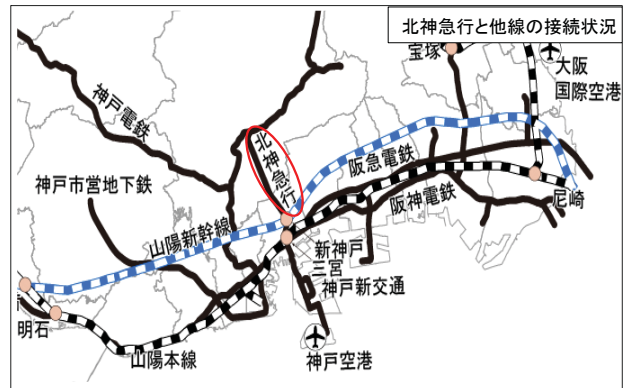 北神急行と他線の接続状況
宝塚
大阪
国際空港
神戸電鉄
北神急行
阪急電鉄
神戸市営地下鉄
阪神電鉄
尼崎
山陽新幹線
新神戸
三宮
神戸新交通
明石
山陽本線
神戸空港